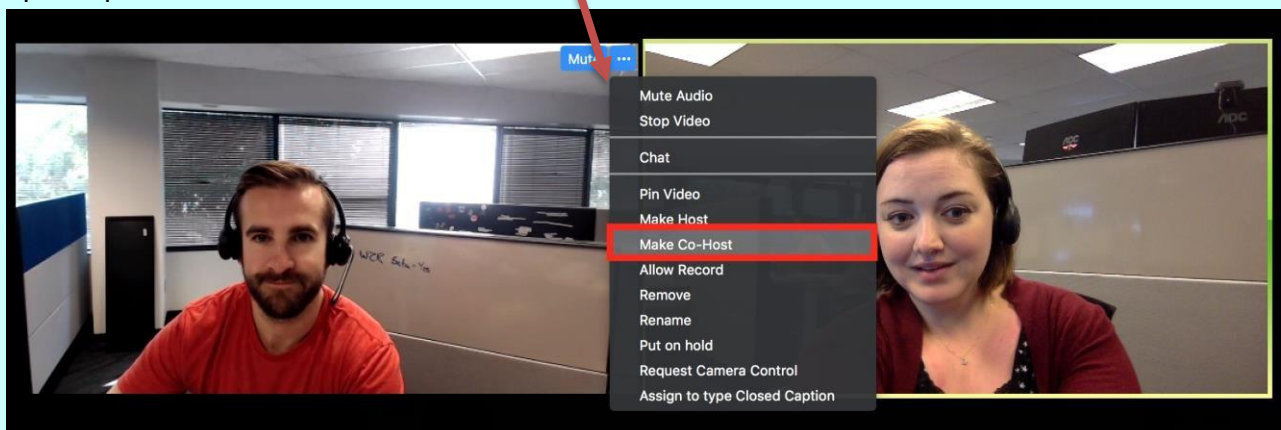 Mute ...
Mute Audio
Stop Video
Chat
Pin Video
Make Host
Make Co-Host
Allow Record
Remove
Rename
Put on hold
Request Camera Control
Assign to type Closed Caption
AOC
AOC